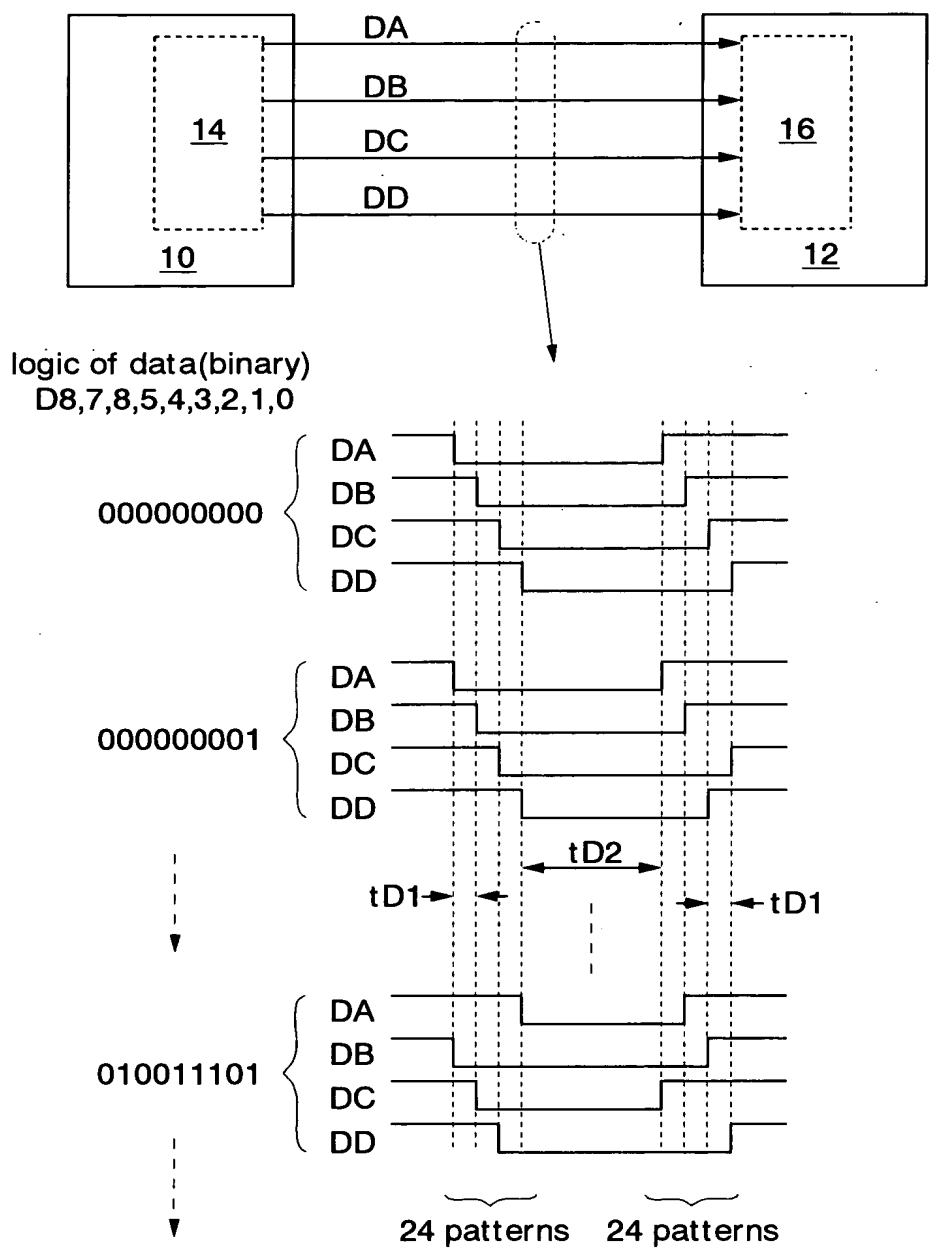 DA
DB
14
16
DC
DD
10
12
logic of data(binary)
D8,7,8,5,4,3,2,1,0
DA
DB
000000000
DC
DD
DA
DB
000000001
DC
DD
tD2
tD1
tD1
DA
DB
010011101
DC
DD
24 patterns 24 patterns